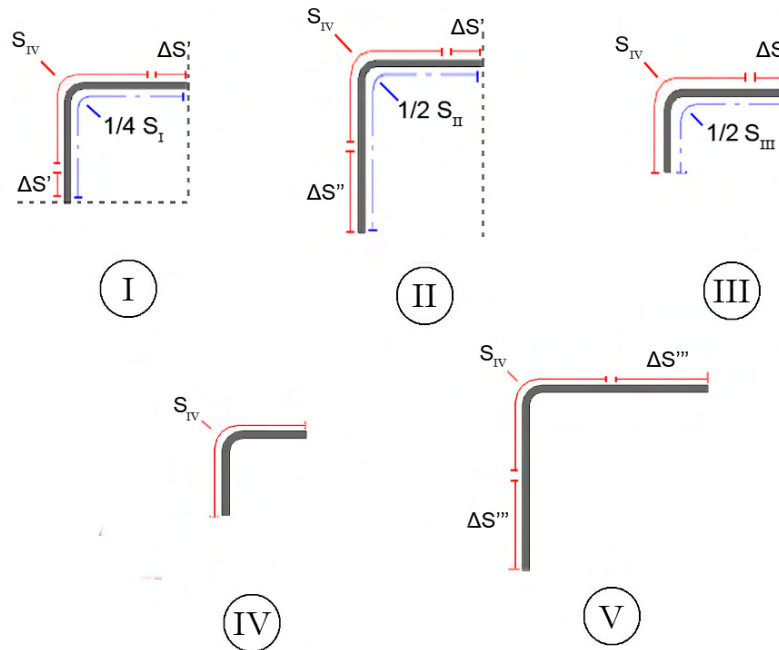 S_IV ΔS' 
1/4 S_I
ΔS'
I
S_IV ΔS'
1/2 S_II
ΔS''
II
S_IV ΔS
1/2 S_III
III
S_IV
IV
S_IV ΔS'''
ΔS'''
V